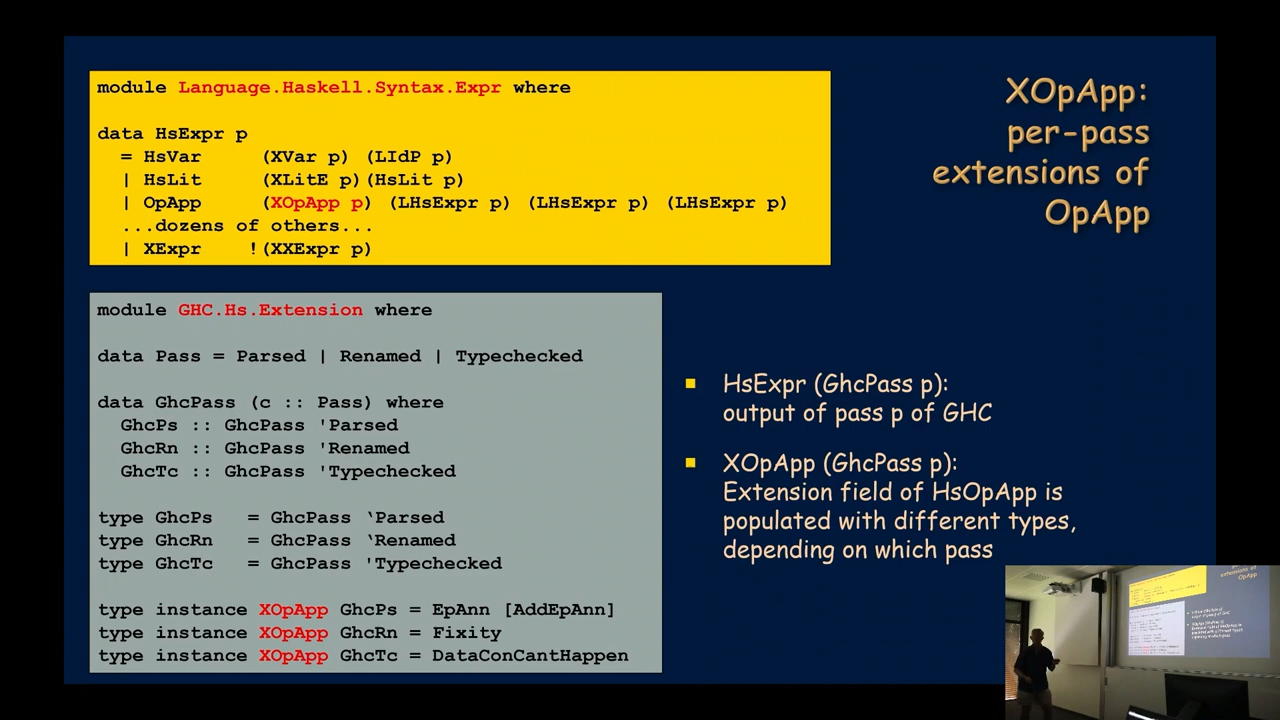 module Language.Haskell.Syntax.Expr where
data HsExpr p
= HsVar (XVar p) (LIdP p)
| HsLit (XLitE p)(HsLit p)
| OpApp (XOpApp p) (LHsExpr p) (LHsExpr p) (LHsExpr p)
...dozens of others...
| XExpr !(XXExpr p)
XOpApp:
per-pass
extensions of
OpApp
module GHC.Hs.Extension where
data Pass = Parsed | Renamed | Typechecked
data GhcPass (c :: Pass) where
GhcPs :: GhcPass 'Parsed
GhcRn :: GhcPass 'Renamed
GhcTc :: GhcPass 'Typechecked
type GhcPs = GhcPass ‘Parsed
type GhcRn = GhcPass ‘Renamed
type GhcTc = GhcPass 'Typechecked
type instance XOpApp GhcPs = EpAnn [AddEpAnn]
type instance XOpApp GhcRn = Fixity
type instance XOpApp GhcTc = DataConCantHappen
HsExpr (GhcPass p):
output of pass p of GHC
XOpApp (GhcPass p):
Extension field of HsOpApp is
populated with different types,
depending on which pass
extensions of
OpApp